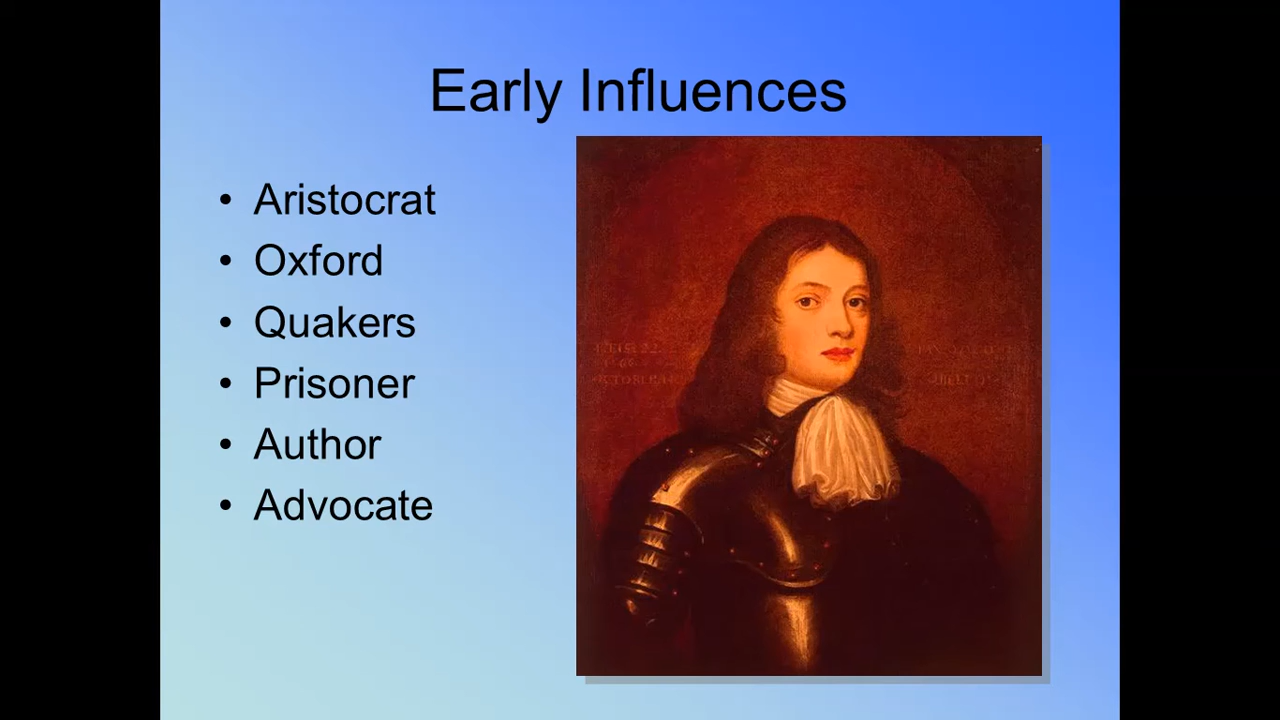 Early Influences
• Aristocrat
• Oxford
• Quakers
• Prisoner
• Author
• Advocate